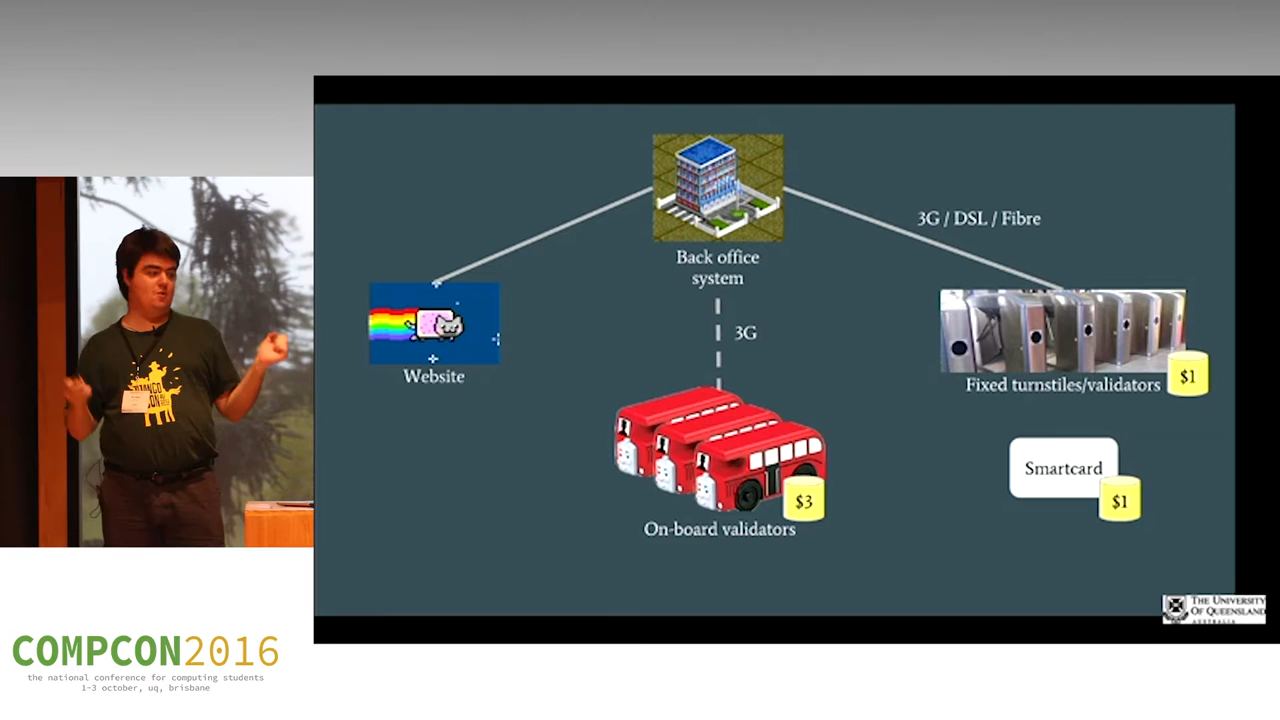 3G / DSL / Fibre
Back office
system
3G
Website
Fixed turnstiles/validators
$1
Smartcard
$1
$3
On-board validators
THE UNIVERSITY
OF QUEENSLAND
AUSTRALIA
COMPCON2016
the national conference for computing students
1-3 october, uq, brisbane